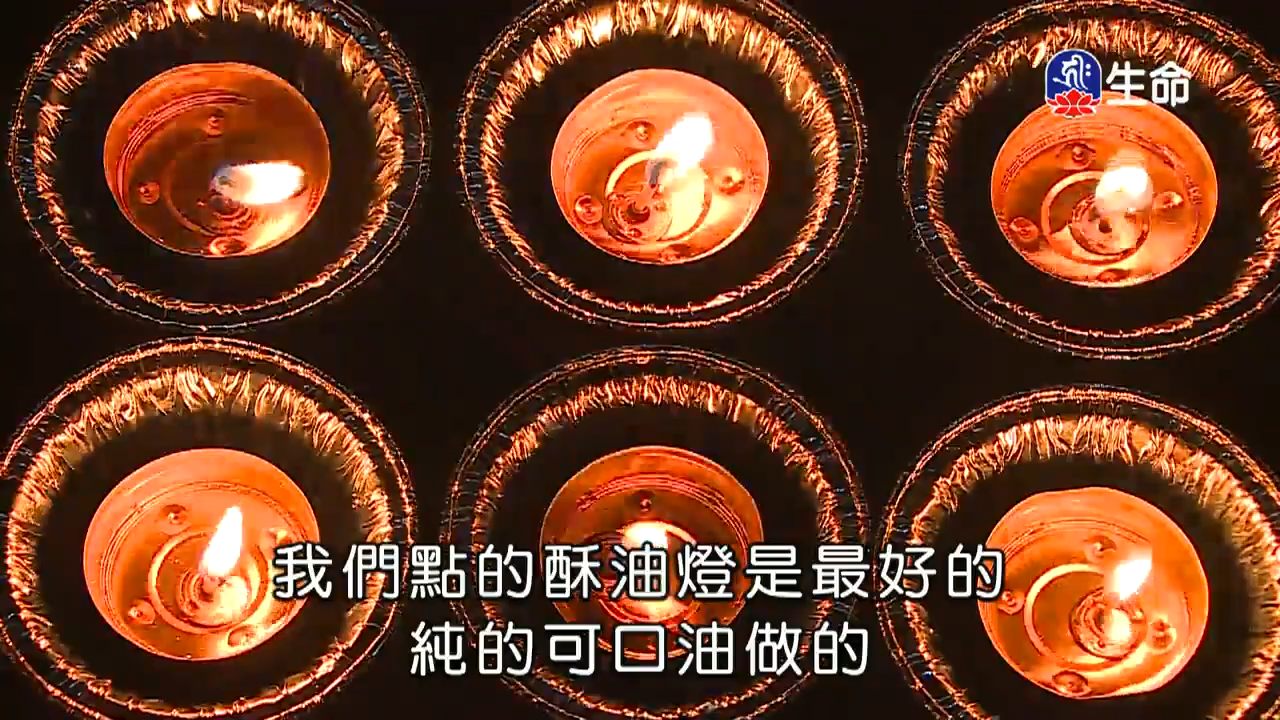 生命
我們點的酥油燈是最好的
純的可口油做的